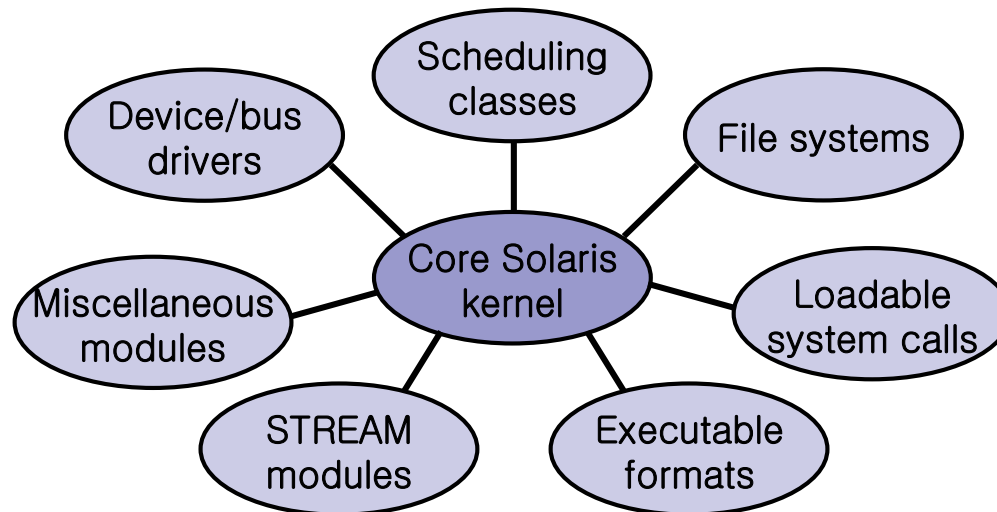 Scheduling
classes
Device/bus
drivers
File systems
Core Solaris
kernel
Miscellaneous
modules
Loadable
system calls
STREAM
modules
Executable
formats